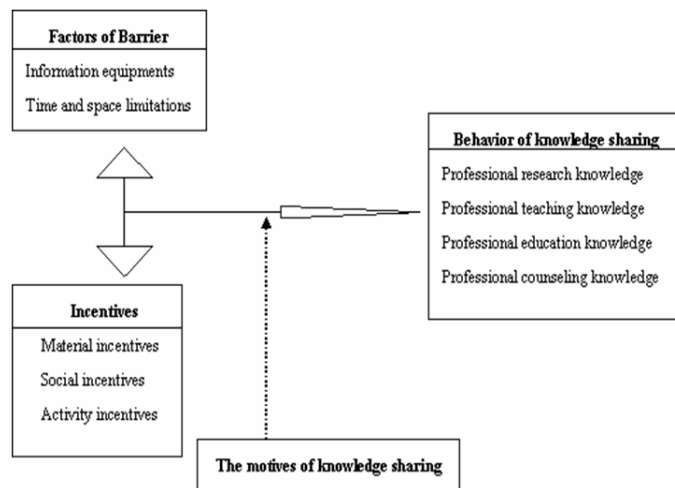 Factors of Barrier
Information equipments
Time and space limitations
Behavior of knowledge sharing
Professional research knowledge
Professional teaching knowledge
Professional education knowledge
Professional counseling knowledge
Incentives
Material incentives
Social incentives
Activity incentives
The motives of knowledge sharing